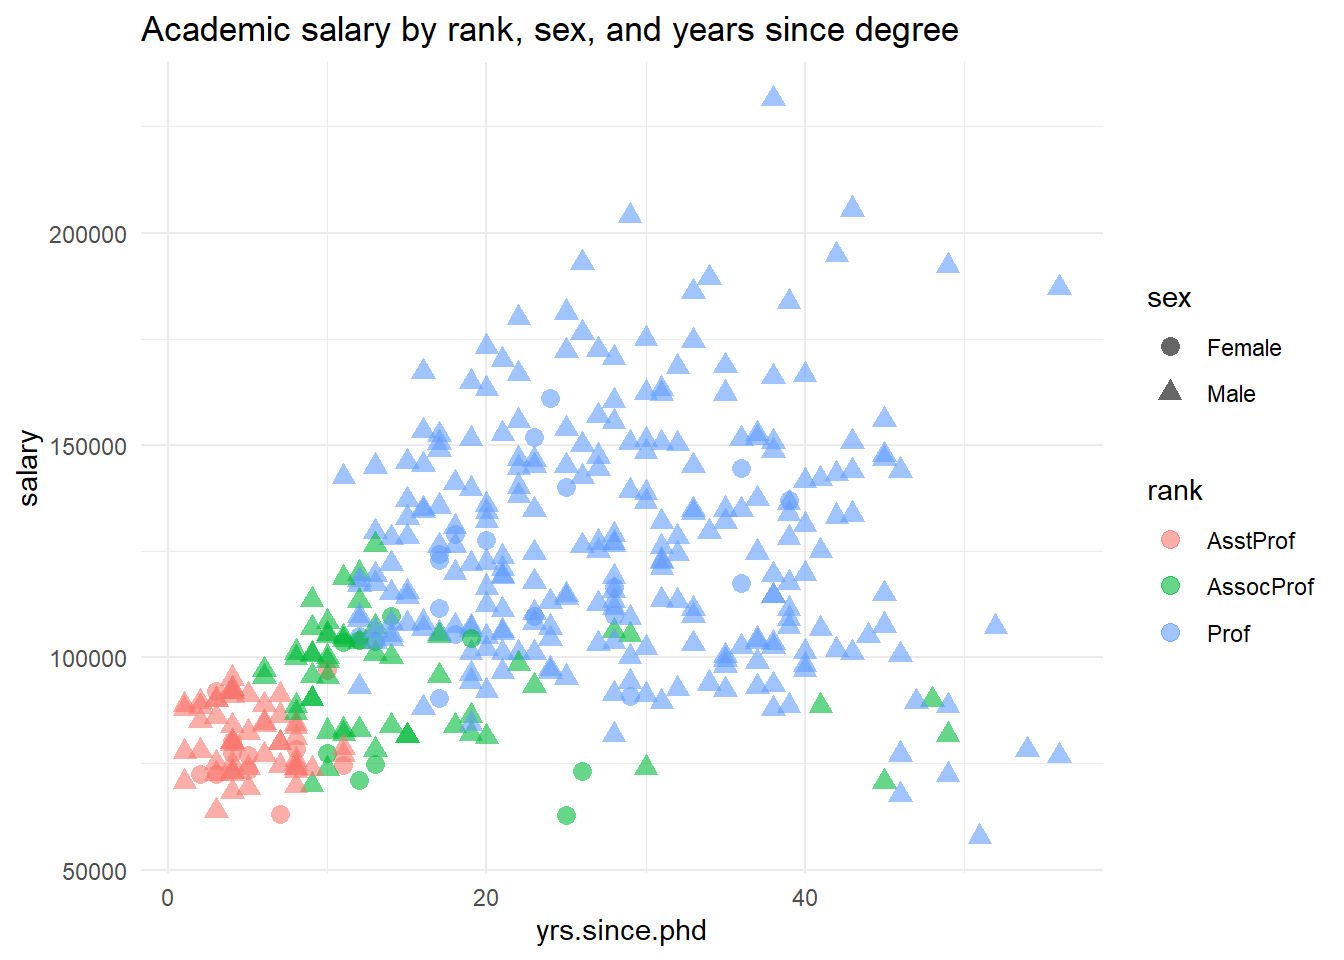 Academic salary by rank, sex, and years since degree
200000
150000
100000
50000
salary
0 20 40
yrs.since.phd
sex
Female
Male
rank
AsstProf
AssocProf
Prof